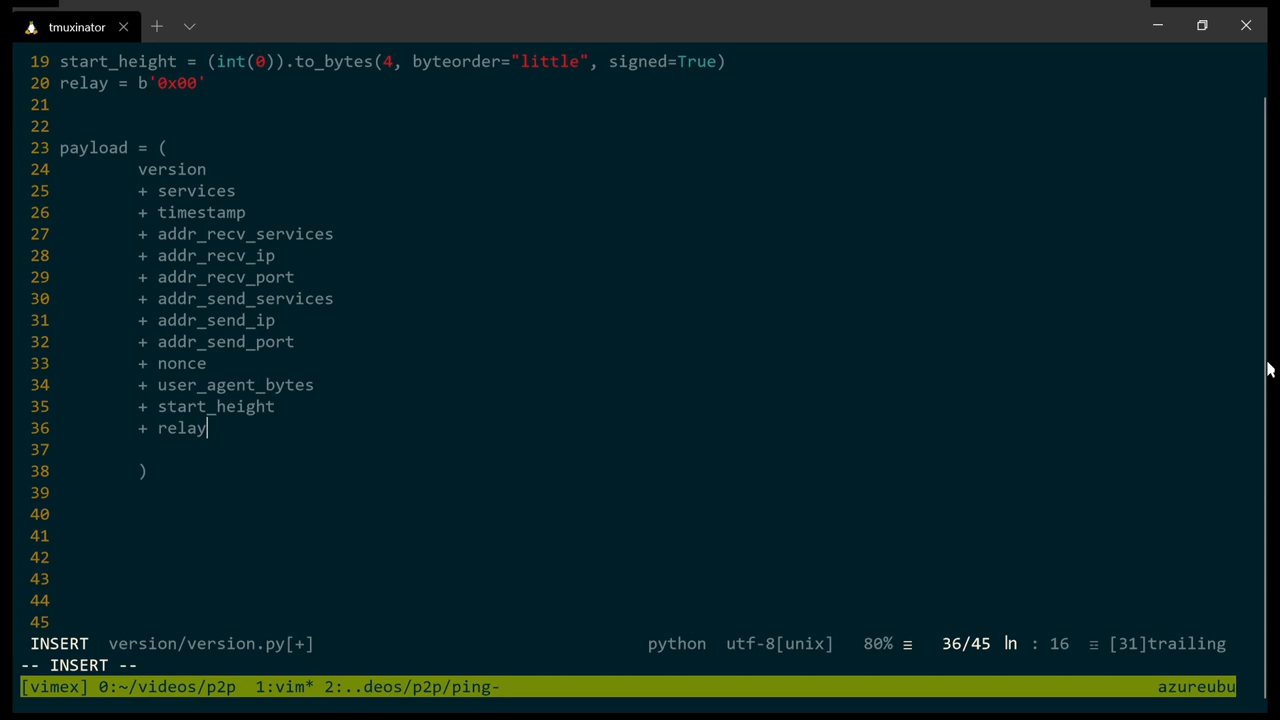 tmuxinator
19 start_height = (int(0)).to_bytes(4, byteorder="little", signed=True)
20 relay = b'0x00'
21
22
23 payload = (
24 version
25 + services
26 + timestamp
27 + addr_recv_services
28 + addr_recv_ip
29 + addr_recv_port
30 + addr_send_services
31 + addr_send_ip
32 + addr_send_port
33 + nonce
34 + user_agent_bytes
35 + start_height
36 + relay
37
38 )
39
40
41
42
43
44
45
INSERT version/version.py[+] python utf-8[unix] 80% ≡ 36/45 ln : 16 ☲ [31]trailing
-- INSERT --
[vimex] 0:~/videos/p2p 1:vim* 2:..deos/p2p/ping- azureubu